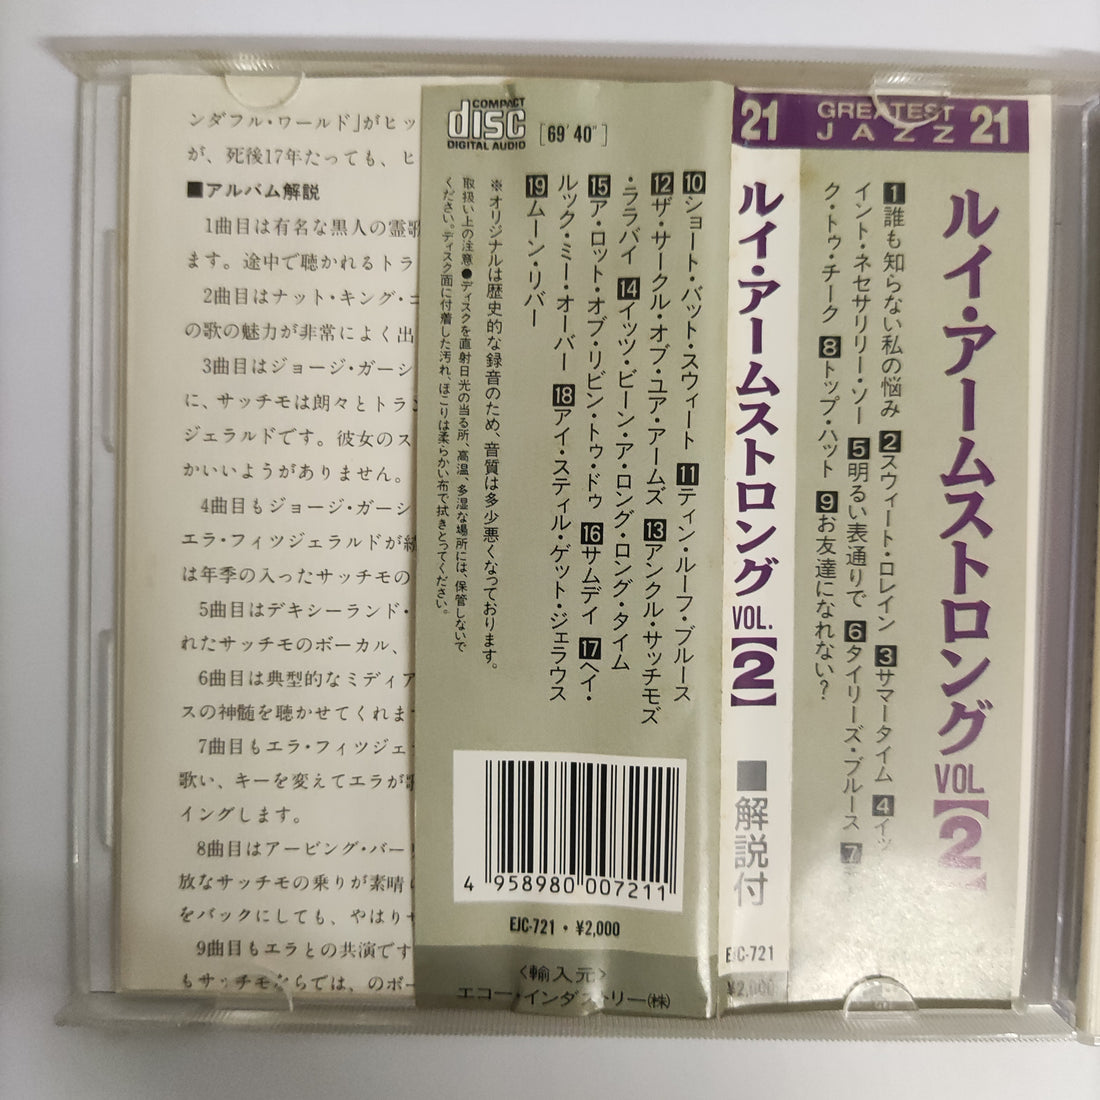 ンダフル・ワールド」がヒッ
が、死後17年たっても、ヒ
■アルバム解説
1曲目は有名な黒人の霊歌
ます。途中で聴かれるトラ
2曲目はナット・キング・コ
の歌の魅力が非常によく出
3曲目はジョージ・ガーシ
に、サッチモは朗々とトラン
ジェラルドです。彼女のス
かいいようがありません。
4曲目もジョージ・ガーシ
エラ・フィツジェラルドが続
は年季の入ったサッチモの
5曲目はデキシーランド・
れたサッチモのボーカル、
6曲目は典型的なミディア
スの神髄を聴かせてくれま
7曲目もエラ・フィツジェ
歌い、キーを変えてエラが歌
イングします。
8曲目はアービング・バー
放なサッチモの乗りが素晴
をバックにしても、やはりサ
9曲目もエラとの共演です
もサッチモならでは、のボー
COMPACT
disc
DIGITAL AUDIO
[69′40″]
10ショート・バット・スウィート 11ティン・ルーフ・ブルース
12ザ・サークル・オブ・ユア・アームズ 13アンクル・サッチモズ
・ララバイ 14イッツ・ビーン・ア・ロング・ロング・タイム
15ア・ロット・オブ・リビン・トゥ・ドゥ 16サムデイ 17ヘイ・
ルック・ミー・オーバー 18アイ・スティル・ゲット・ジェラウス
19ムーン・リバー
※オリジナルは歴史的な録音のため、音質は多少悪くなっております。
取扱い上の注意●ディスクを直射日光の当る所、高温、多湿な場所には、保管しないで
ください。ディスク面に付着した汚れ、ほこりは柔らかい布で拭きとってください。
4 958980 007211
EJC-721・¥2,000
〈輸入元〉
エコー・インダストリー㈱
21
ルイ・アームストロング VOL.【2】
■解説付
EJC-721
¥2,000
GREATEST
JAZZ
21
ルイ・アームストロング VOL【2】
1誰も知らない私の悩み 2スウィート・ロレイン 3サマータイム 4イッ
イント・ネセサリリー・ソー 5明るい表通りで 6タイリーズ・ブルース 7
ク・トゥ・チーク 8トップ・ハット 9お友達になれない?